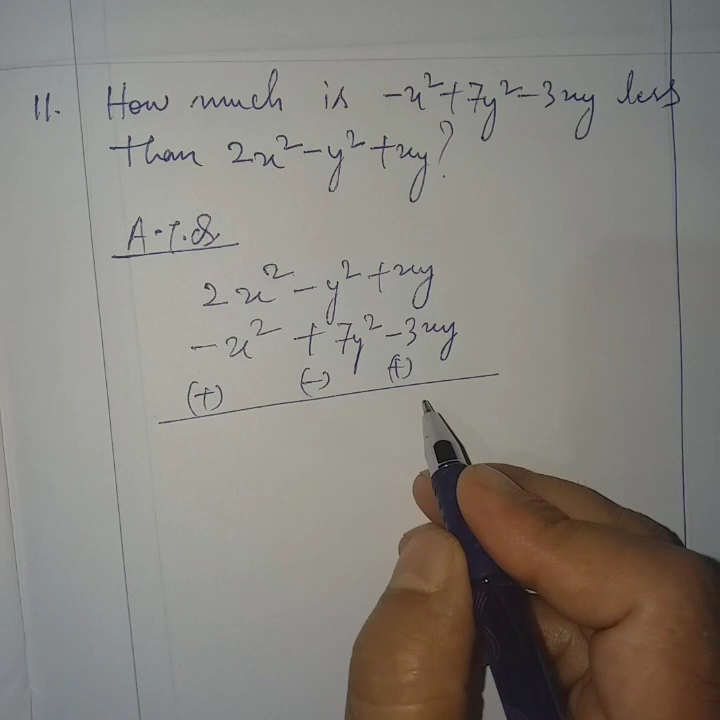 11. How much is -x²+7y²-3xy less
than 2x²-y²+xy?
A.T.Q.
2x²-y²+xy
-x²+7y²-3xy
(+) (-) (+)